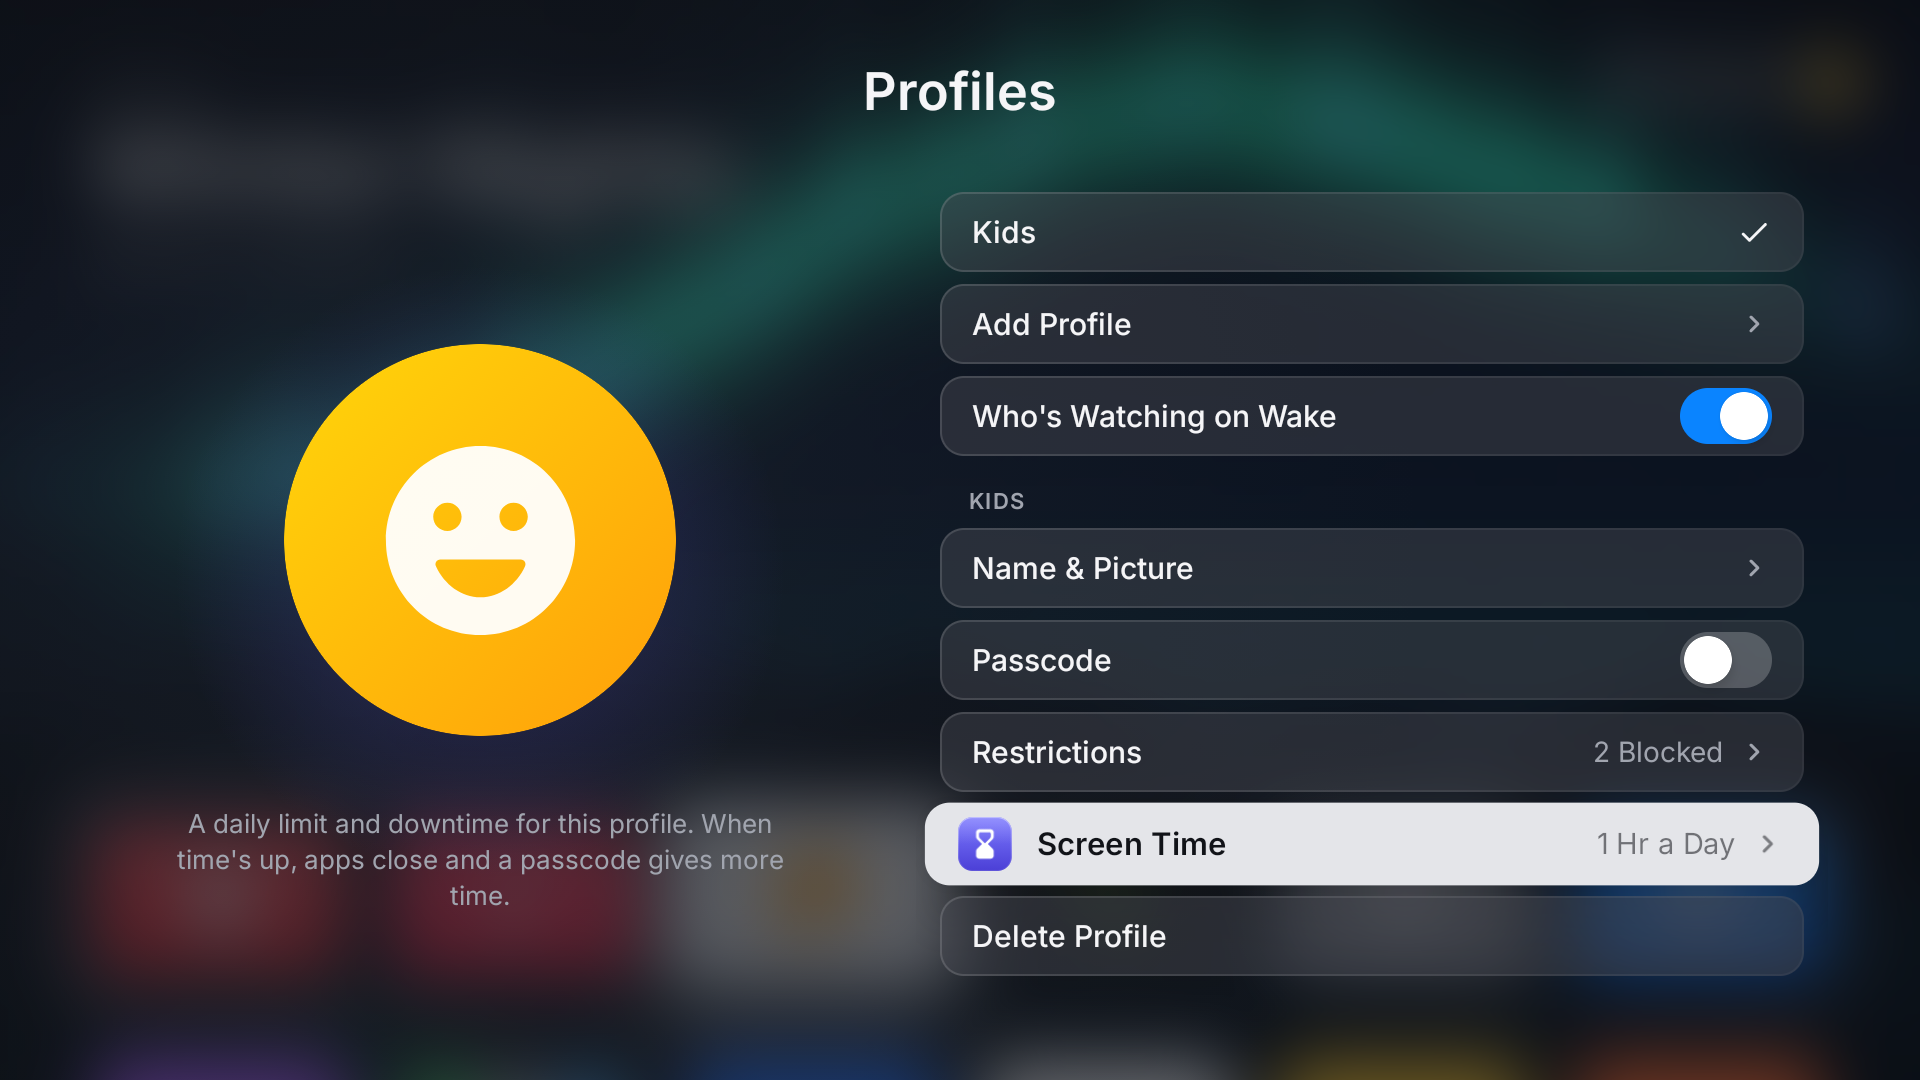 Profiles
Kids
Add Profile
Who's Watching on Wake
KIDS
Name & Picture
Passcode
Restrictions 2 Blocked
Screen Time 1 Hr a Day
Delete Profile
A daily limit and downtime for this profile. When
time's up, apps close and a passcode gives more
time.